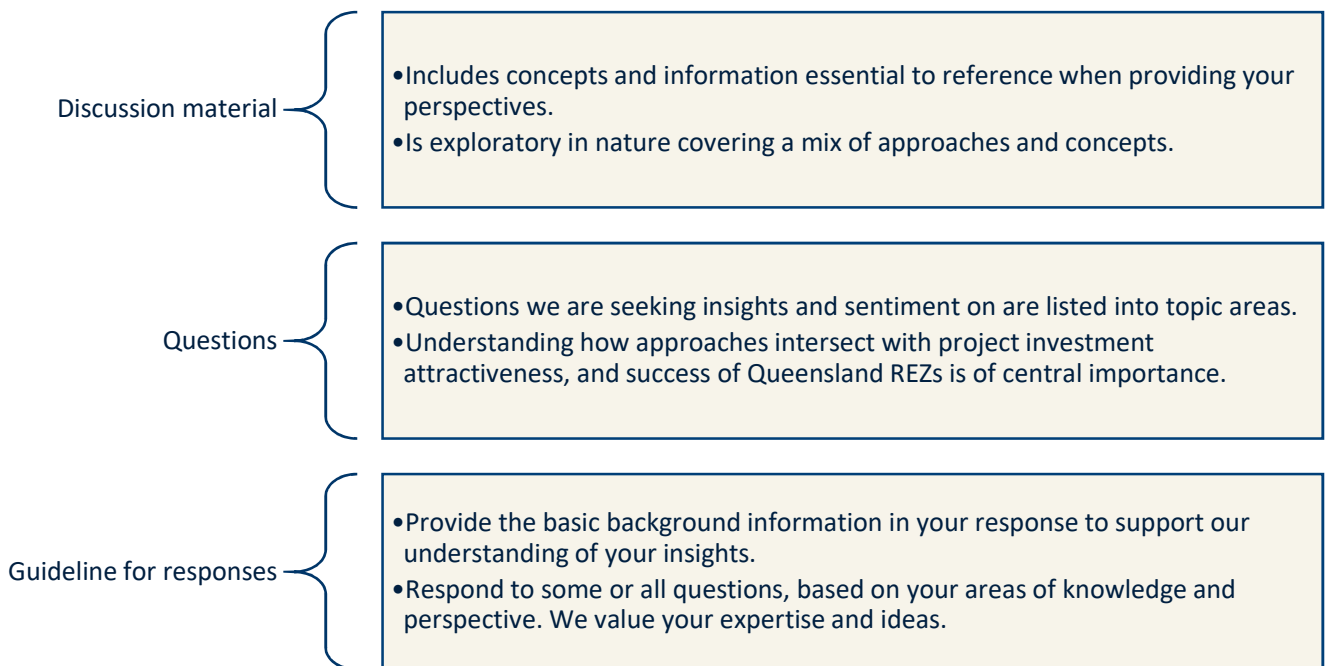 Discussion material
•Includes concepts and information essential to reference when providing your
perspectives.
•Is exploratory in nature covering a mix of approaches and concepts.
Questions
•Questions we are seeking insights and sentiment on are listed into topic areas.
•Understanding how approaches intersect with project investment
attractiveness, and success of Queensland REZs is of central importance.
Guideline for responses
•Provide the basic background information in your response to support our
understanding of your insights.
•Respond to some or all questions, based on your areas of knowledge and
perspective. We value your expertise and ideas.